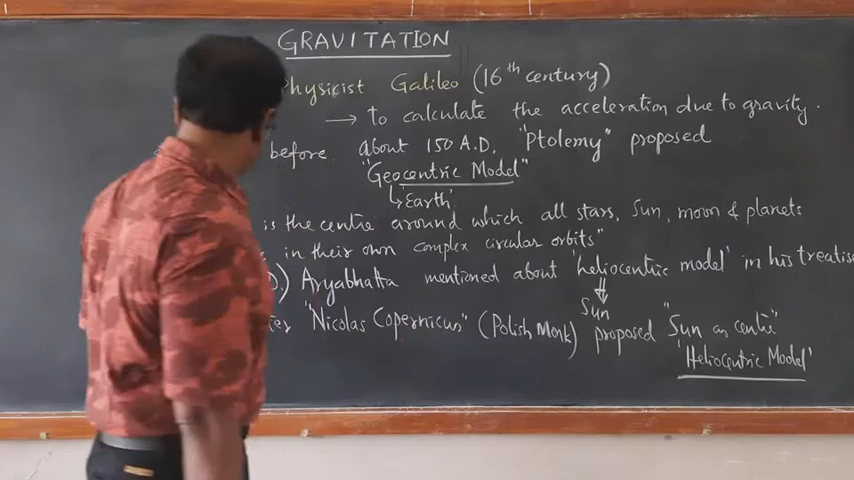 GRAVITATION
Physicist Galileo (16th century)
→ to calculate the acceleration due to gravity.
before about 150 A.D. "Ptolemy" proposed
"Geocentric Model"
'Earth'
is the centre around which all stars, Sun, moon & planets
in their own complex circular orbits"
D.) Aryabhatta mentioned about 'heliocentric model' in his treatise
Sun
"Nicolas Copernicus" (Polish Monk) proposed "Sun as centre"
'Heliocentric Model'